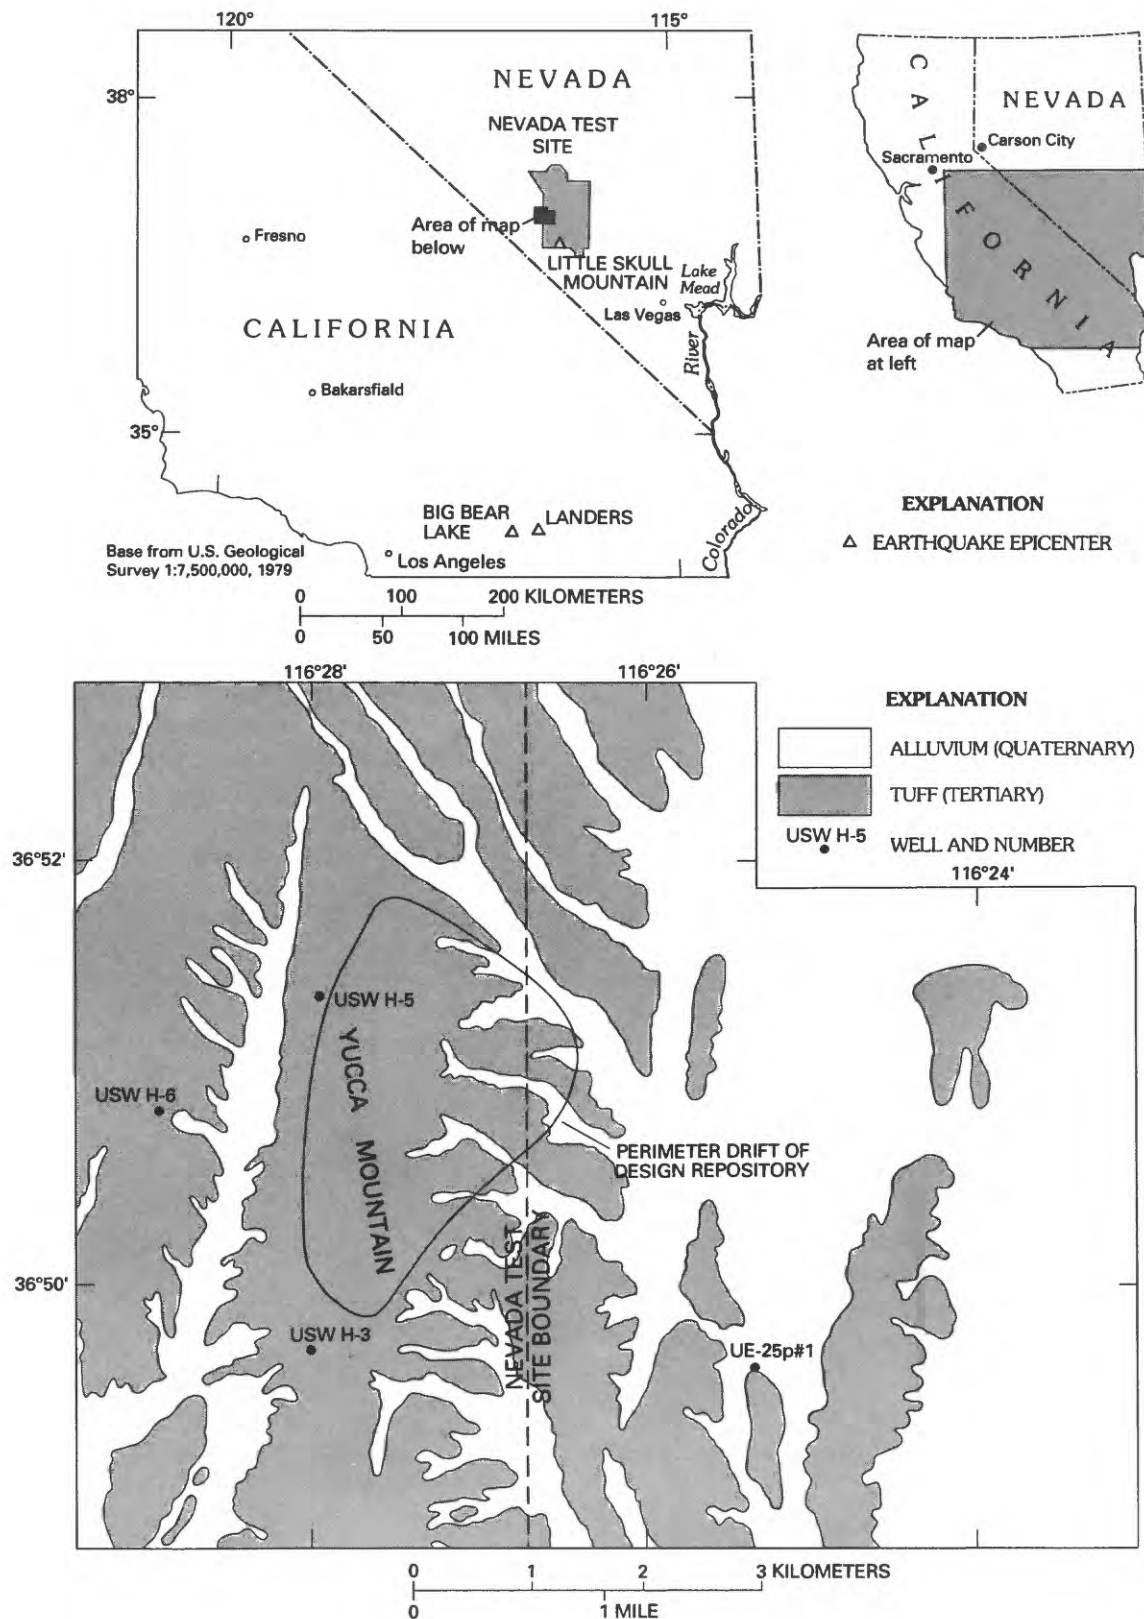 120°
115°
NEVADA
38°
NEVADA TEST
SITE
Area of map
below
Fresno
LITTLE SKULL
MOUNTAIN
Lake
Mead
Las Vegas
CALIFORNIA
River
Bakarsfiald
35°
BIG BEAR
LAKE
LANDERS
Colorado
Base from U.S. Geological
Survey 1:7,500,000, 1979
Los Angeles
0 100 200 KILOMETERS
0 50 100 MILES
CALIFORNIA
NEVADA
Carson City
Sacramento
Area of map
at left
EXPLANATION
EARTHQUAKE EPICENTER
116°28'
116°26'
EXPLANATION
ALLUVIUM (QUATERNARY)
TUFF (TERTIARY)
USW H-5 WELL AND NUMBER
116°24'
36°52'
USW H-5
YUCCA MOUNTAIN
USW H-6
PERIMETER DRIFT OF
DESIGN REPOSITORY
36°50'
NEVADA TEST
SITE BOUNDARY
USW H-3
UE-25p#1
0 1 2 3 KILOMETERS
0 1 MILE